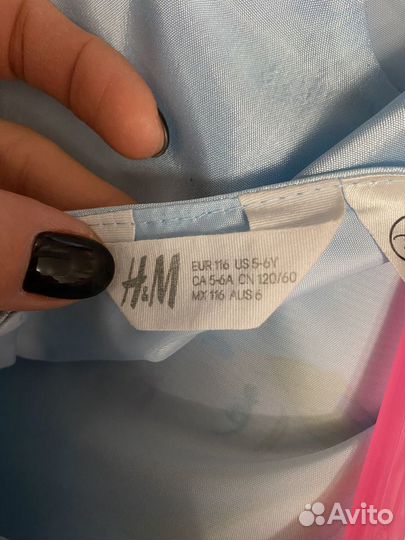 H&M
EUR 116 US 5-6Y
CA 5-6A CN 120/60
MX 116 AUS 6
Avito